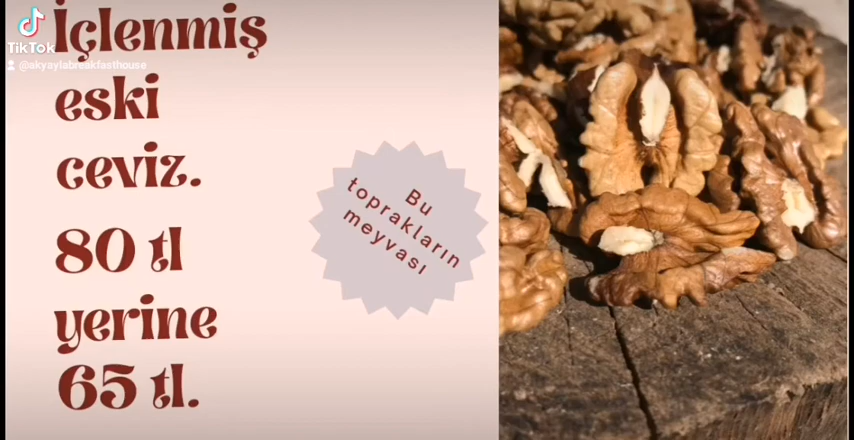 TikTok
@akyaylabreakfasthouse
İçlenmiş
eski
ceviz.
80 tl
yerine
65 tl.
Bu
toprakların
meyvası